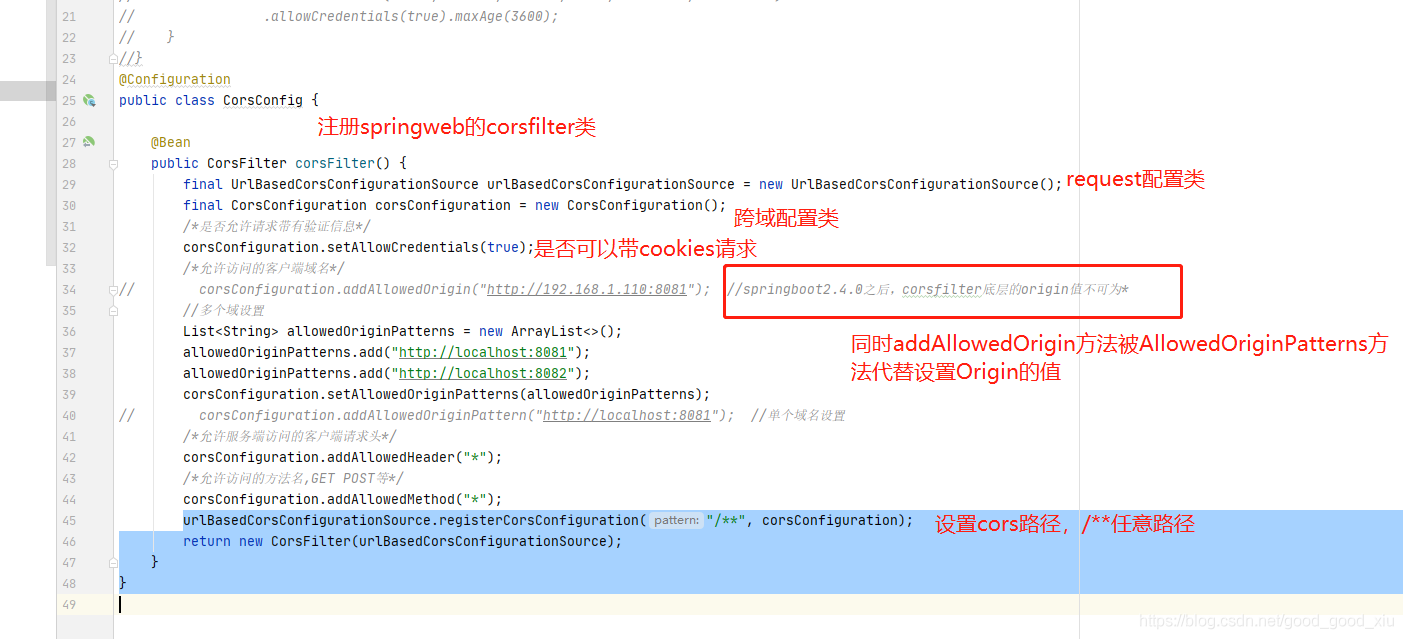 21 //                .allowCredentials(true).maxAge(3600);
22 //    }
23 //}
24 @Configuration
25 public class CorsConfig {
26
注册springweb的corsfilter类
27     @Bean
28     public CorsFilter corsFilter() {
29         final UrlBasedCorsConfigurationSource urlBasedCorsConfigurationSource = new UrlBasedCorsConfigurationSource(); request配置类
30         final CorsConfiguration corsConfiguration = new CorsConfiguration(); 跨域配置类
31         /*是否允许请求带有验证信息*/
32         corsConfiguration.setAllowCredentials(true);是否可以带cookies请求
33         /*允许访问的客户端域名*/
34 //        corsConfiguration.addAllowedOrigin("http://192.168.1.110:8081");  //springboot2.4.0之后，corsfilter底层的origin值不可为*
35         //多个域设置
36         List<String> allowedOriginPatterns = new ArrayList<>();
同时addAllowedOrigin方法被AllowedOriginPatterns方
37         allowedOriginPatterns.add("http://localhost:8081");
法代替设置Origin的值
38         allowedOriginPatterns.add("http://localhost:8082");
39         corsConfiguration.setAllowedOriginPatterns(allowedOriginPatterns);
40 //        corsConfiguration.addAllowedOriginPattern("http://localhost:8081");  //单个域名设置
41         /*允许服务端访问的客户端请求头*/
42         corsConfiguration.addAllowedHeader("*");
43         /*允许访问的方法名,GET POST等*/
44         corsConfiguration.addAllowedMethod("*");
45         urlBasedCorsConfigurationSource.registerCorsConfiguration( pattern: "/**", corsConfiguration); 设置cors路径，/**任意路径
46         return new CorsFilter(urlBasedCorsConfigurationSource);
47     }
48 }
49
https://blog.csdn.net/good_good_xiu